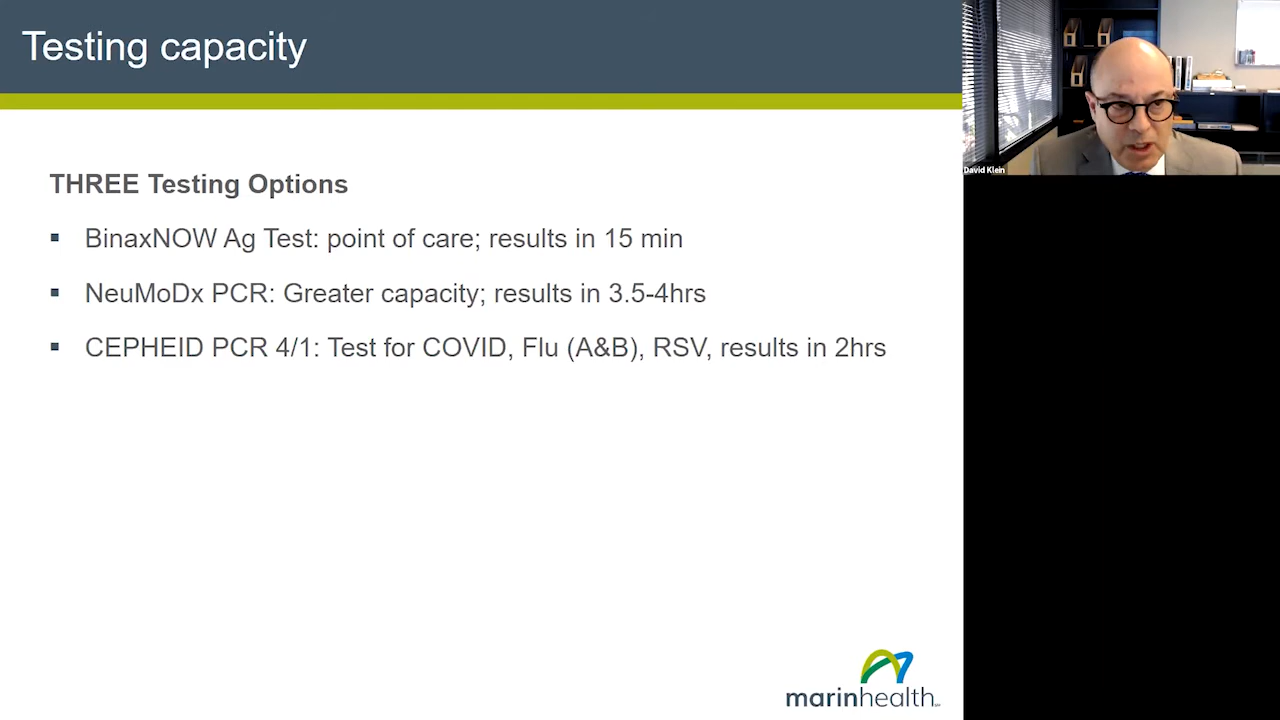 Testing capacity
David Klein
THREE Testing Options
▪ BinaxNOW Ag Test: point of care; results in 15 min
▪ NeuMoDx PCR: Greater capacity; results in 3.5-4hrs
▪ CEPHEID PCR 4/1: Test for COVID, Flu (A&B), RSV, results in 2hrs
marinhealth